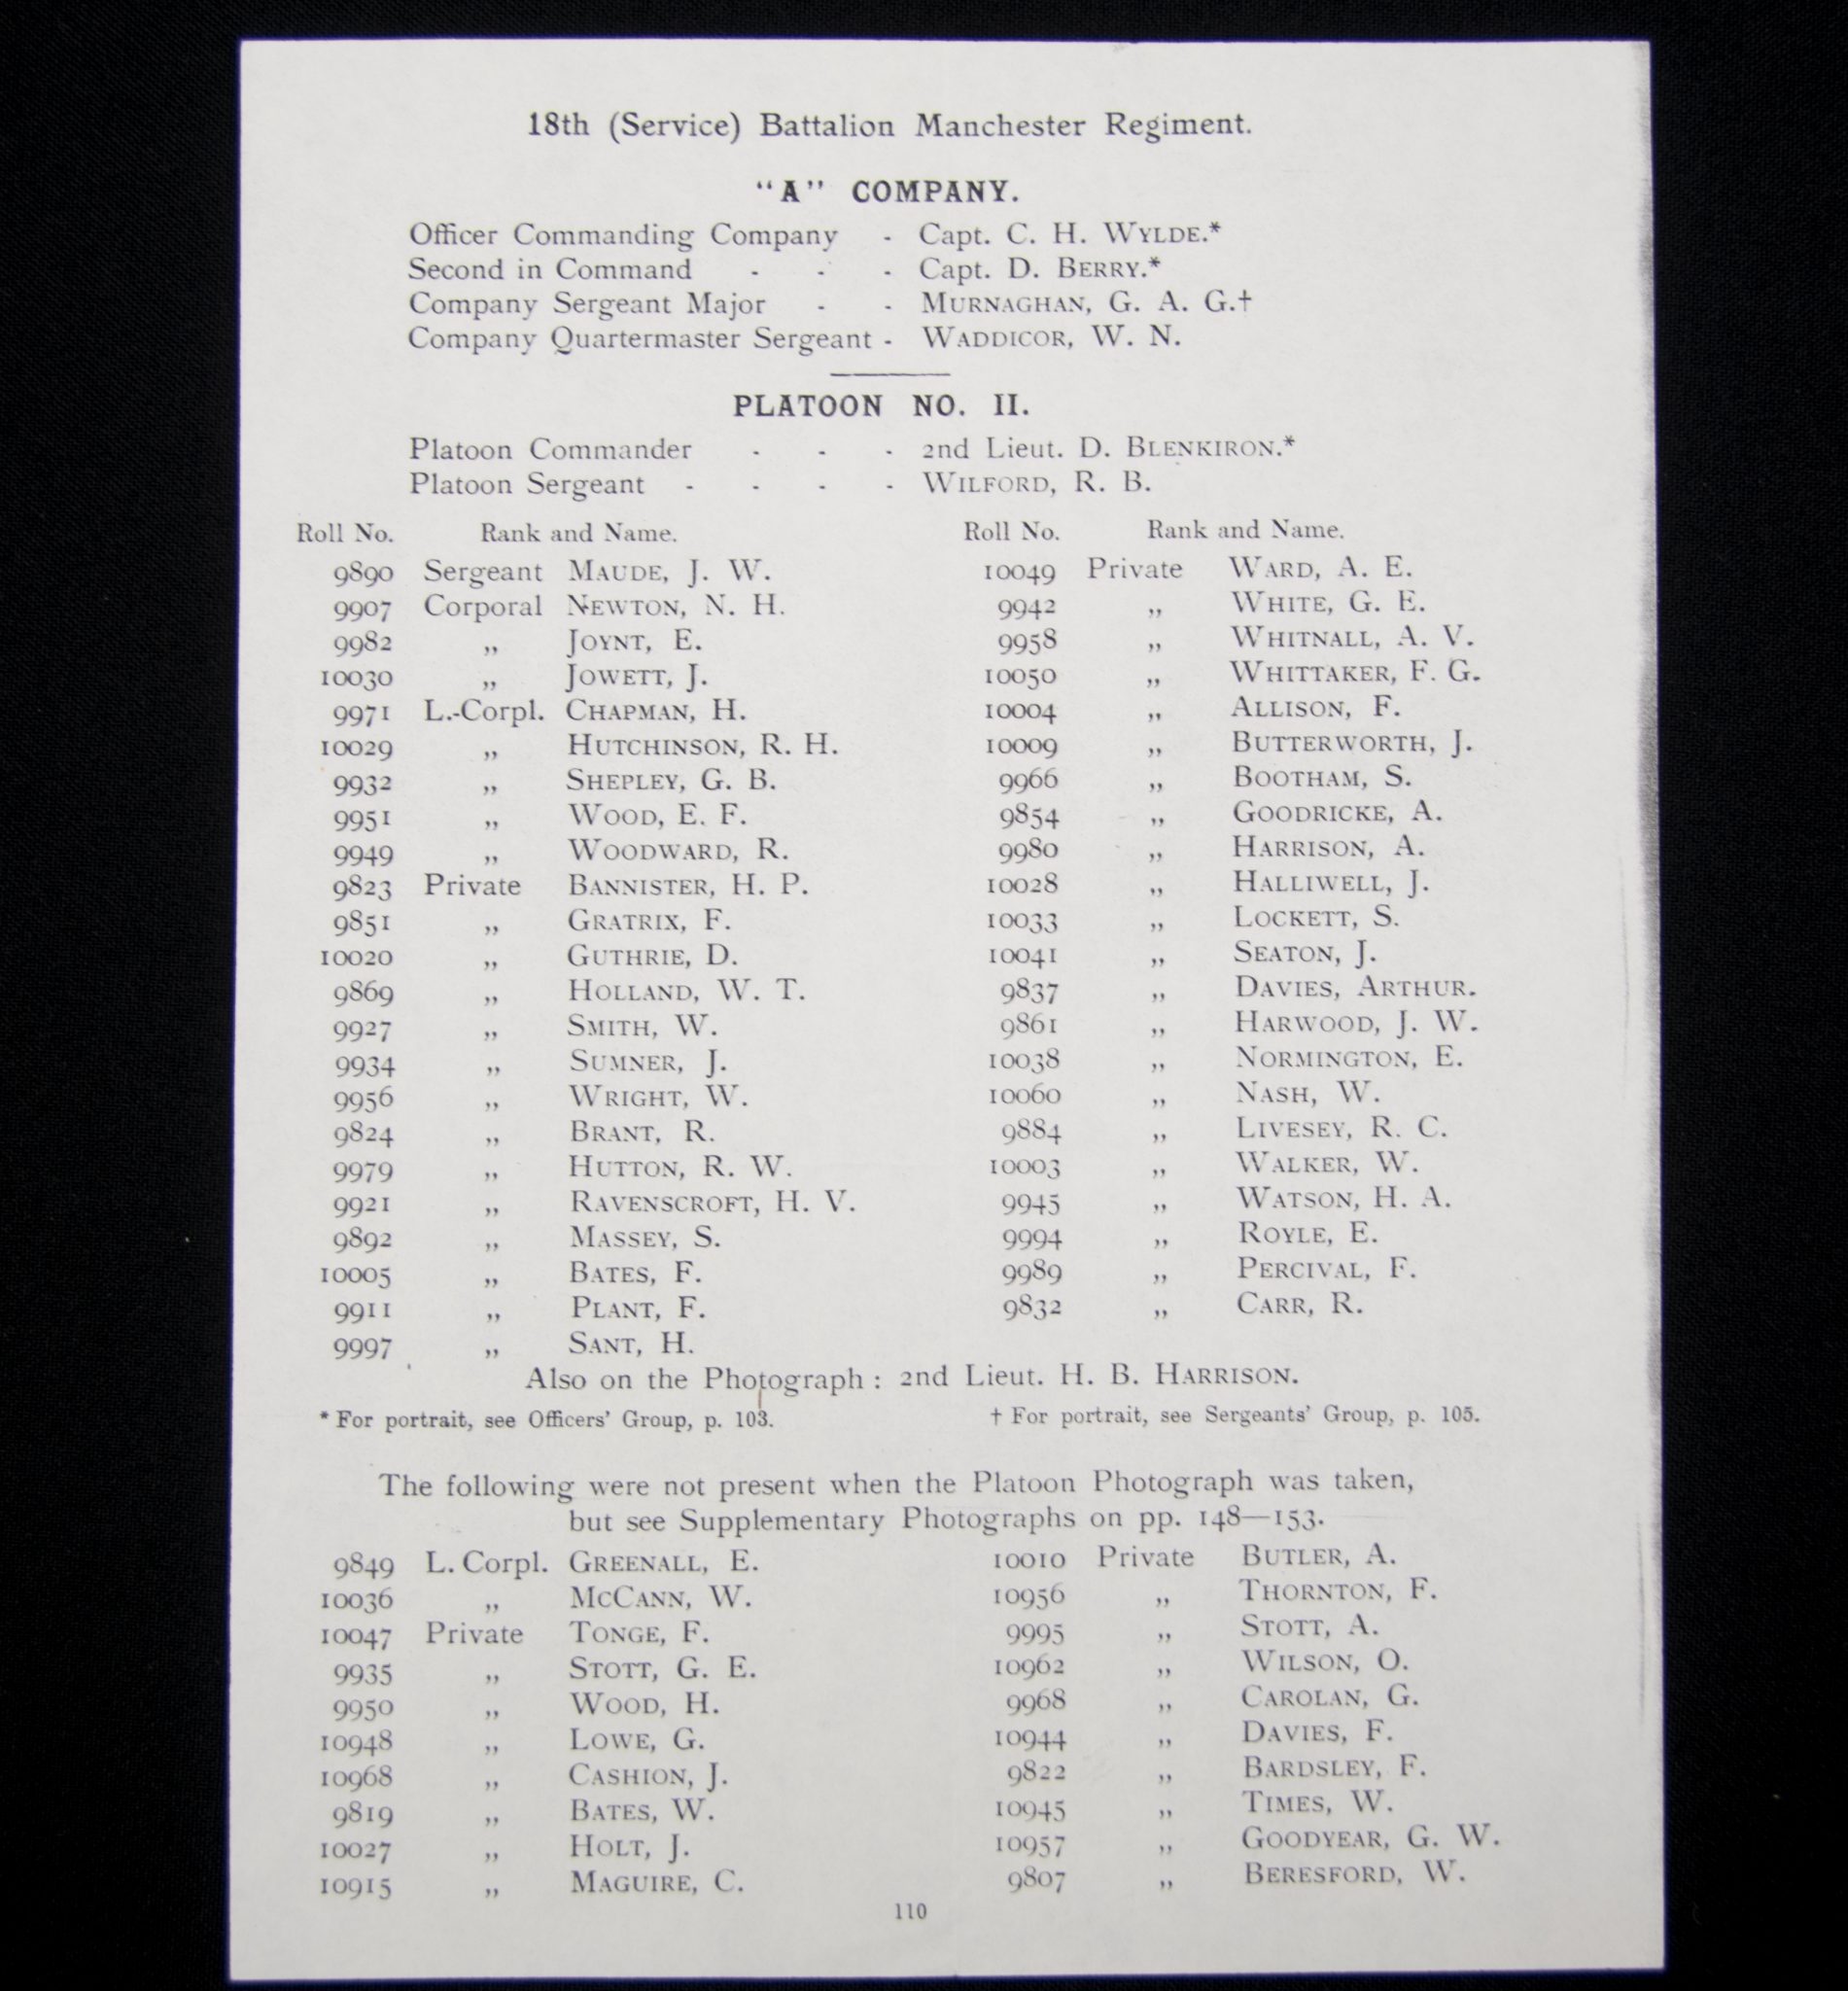 18th (Service) Battalion Manchester Regiment.
"A" COMPANY.
Officer Commanding Company - Capt. C. H. WYLDE.*
Second in Command - - - Capt. D. BERRY.*
Company Sergeant Major - - MURNAGHAN, G. A. G.†
Company Quartermaster Sergeant - WADDICOR, W. N.
PLATOON NO. II.
Platoon Commander - - - 2nd Lieut. D. BLENKIRON.*
Platoon Sergeant - - - - WILFORD, R. B.
Roll No. Rank and Name. Roll No. Rank and Name.
9890 Sergeant MAUDE, J. W. 10049 Private WARD, A. E.
9907 Corporal NEWTON, N. H. 9942 ,, WHITE, G. E.
9982 ,, JOYNT, E. 9958 ,, WHITNALL, A. V.
10030 ,, JOWETT, J. 10050 ,, WHITTAKER, F. G.
9971 L.-Corpl. CHAPMAN, H. 10004 ,, ALLISON, F.
10029 ,, HUTCHINSON, R. H. 10009 ,, BUTTERWORTH, J.
9932 ,, SHEPLEY, G. B. 9966 ,, BOOTHAM, S.
9951 ,, WOOD, E. F. 9854 ,, GOODRICKE, A.
9949 ,, WOODWARD, R. 9980 ,, HARRISON, A.
9823 Private BANNISTER, H. P. 10028 ,, HALLIWELL, J.
9851 ,, GRATRIX, F. 10033 ,, LOCKETT, S.
10020 ,, GUTHRIE, D. 10041 ,, SEATON, J.
9869 ,, HOLLAND, W. T. 9837 ,, DAVIES, ARTHUR.
9927 ,, SMITH, W. 9861 ,, HARWOOD, J. W.
9934 ,, SUMNER, J. 10038 ,, NORMINGTON, E.
9956 ,, WRIGHT, W. 10060 ,, NASH, W.
9824 ,, BRANT, R. 9884 ,, LIVESEY, R. C.
9979 ,, HUTTON, R. W. 10003 ,, WALKER, W.
9921 ,, RAVENSCROFT, H. V. 9945 ,, WATSON, H. A.
9892 ,, MASSEY, S. 9994 ,, ROYLE, E.
10005 ,, BATES, F. 9989 ,, PERCIVAL, F.
9911 ,, PLANT, F. 9832 ,, CARR, R.
9997 ,, SANT, H.
Also on the Photograph : 2nd Lieut. H. B. HARRISON.
* For portrait, see Officers' Group, p. 103. † For portrait, see Sergeants' Group, p. 105.
The following were not present when the Platoon Photograph was taken,
but see Supplementary Photographs on pp. 148—153.
9849 L. Corpl. GREENALL, E. 10010 Private BUTLER, A.
10036 ,, MCCANN, W. 10956 ,, THORNTON, F.
10047 Private TONGE, F. 9995 ,, STOTT, A.
9935 ,, STOTT, G. E. 10962 ,, WILSON, O.
9950 ,, WOOD, H. 9968 ,, CAROLAN, G.
10948 ,, LOWE, G. 10944 ,, DAVIES, F.
10968 ,, CASHION, J. 9822 ,, BARDSLEY, F.
9819 ,, BATES, W. 10945 ,, TIMES, W.
10027 ,, HOLT, J. 10957 ,, GOODYEAR, G. W.
10915 ,, MAGUIRE, C. 9807 ,, BERESFORD, W.
110